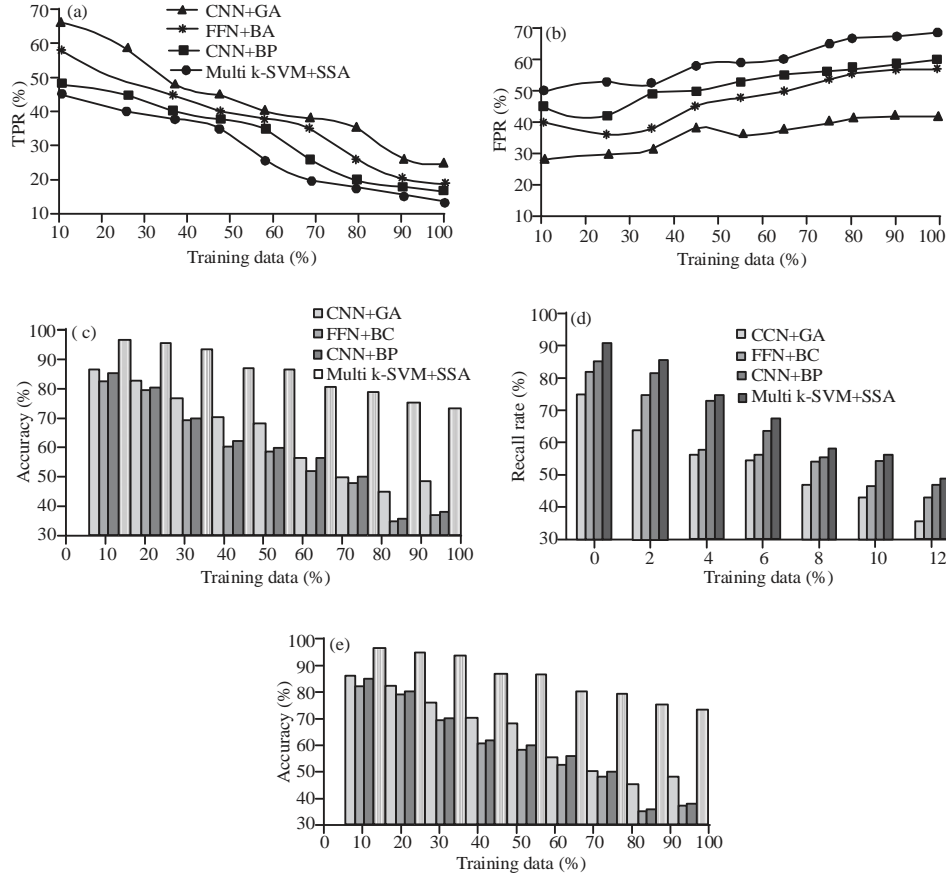 (a)
CNN+GA
FFN+BA
CNN+BP
Multi k-SVM+SSA
TPR (%)
70
60
50
40
30
20
10
10 20 30 40 50 60 70 80 90 100
Training data (%)
(b)
FPR (%)
70
60
50
40
30
20
10
10 20 30 40 50 60 70 80 90 100
Training data (%)
( c)
CNN+GA
FFN+BC
CNN+BP
Multi k-SVM+SSA
Accuracy (%)
100
90
80
70
60
50
40
30
0 10 20 30 40 50 60 70 80 90 100
Training data (%)
(d)
CCN+GA
FFN+BC
CNN+BP
Multi k-SVM+SSA
Recall rate (%)
100
90
80
70
60
50
40
30
0 2 4 6 8 10 12
Training data (%)
(e)
Accuracy (%)
100
90
80
70
60
50
40
30
0 10 20 30 40 50 60 70 80 90 100
Training data (%)